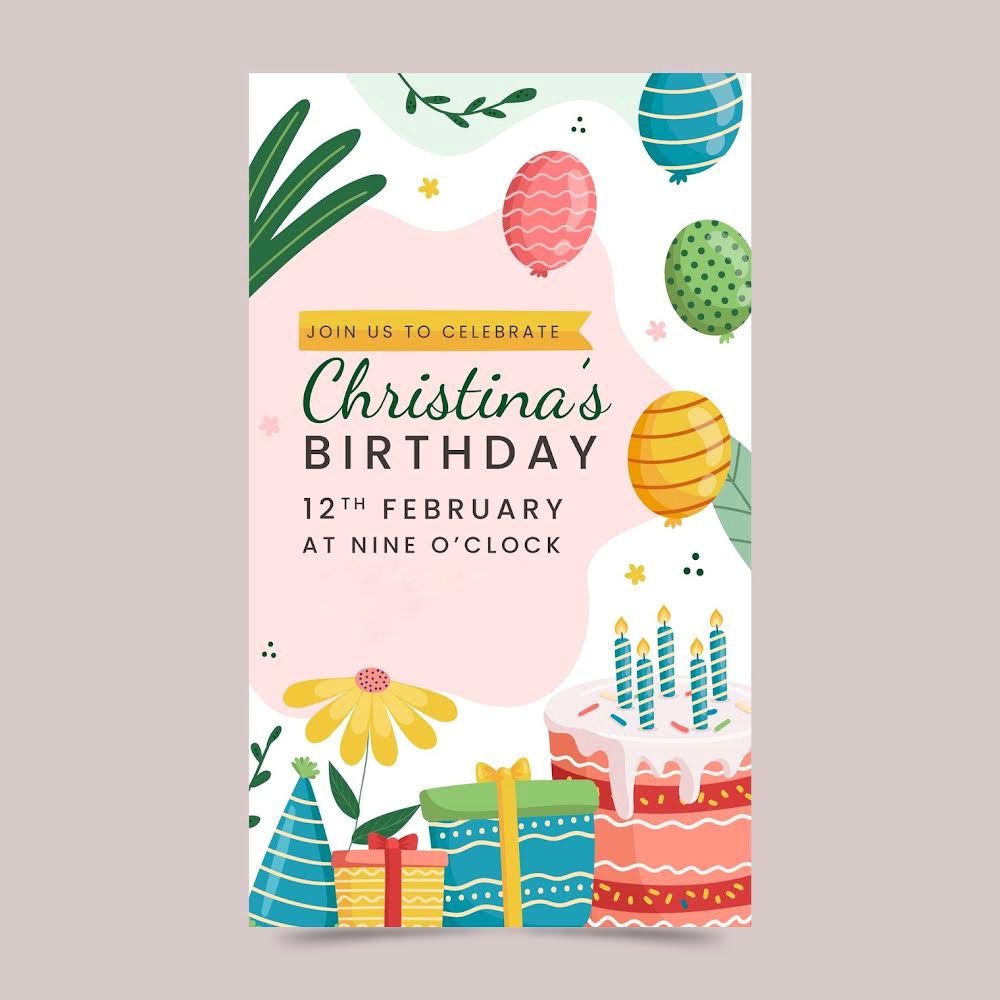 JOIN US TO CELEBRATE
Christina's
BIRTHDAY
12TH FEBRUARY
AT NINE O’CLOCK